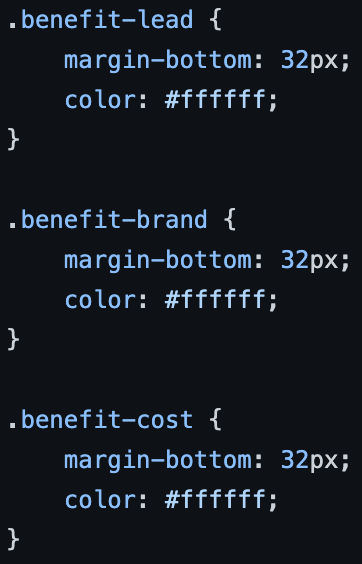 .benefit-lead {
    margin-bottom: 32px;
    color: #ffffff;
}

.benefit-brand {
    margin-bottom: 32px;
    color: #ffffff;
}

.benefit-cost {
    margin-bottom: 32px;
    color: #ffffff;
}